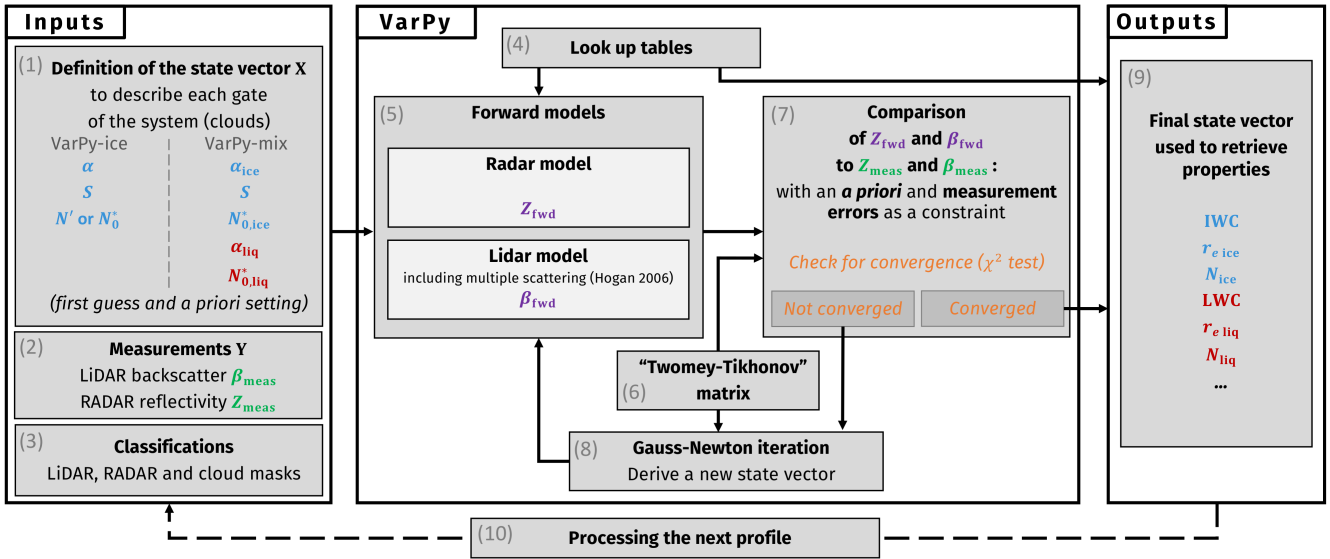 Inputs
(1) Definition of the state vector X
to describe each gate
of the system (clouds)
VarPy-ice VarPy-mix
α α_ice
S S
N′ or N*_0 N*_0,ice
α_liq
N*_0,liq
(first guess and a priori setting)
(2) Measurements Y
LiDAR backscatter β_meas
RADAR reflectivity Z_meas
(3) Classifications
LiDAR, RADAR and cloud masks
VarPy
(4) Look up tables
(5) Forward models
Radar model
Z_fwd
Lidar model
including multiple scattering (Hogan 2006)
β_fwd
(6) “Twomey-Tikhonov”
matrix
(7) Comparison
of Z_fwd and β_fwd
to Z_meas and β_meas :
with an a priori and measurement
errors as a constraint
Check for convergence (χ² test)
Not converged Converged
(8) Gauss-Newton iteration
Derive a new state vector
Outputs
(9)
Final state vector
used to retrieve
properties
IWC
r_e ice
N_ice
LWC
r_e liq
N_liq
...
(10) Processing the next profile